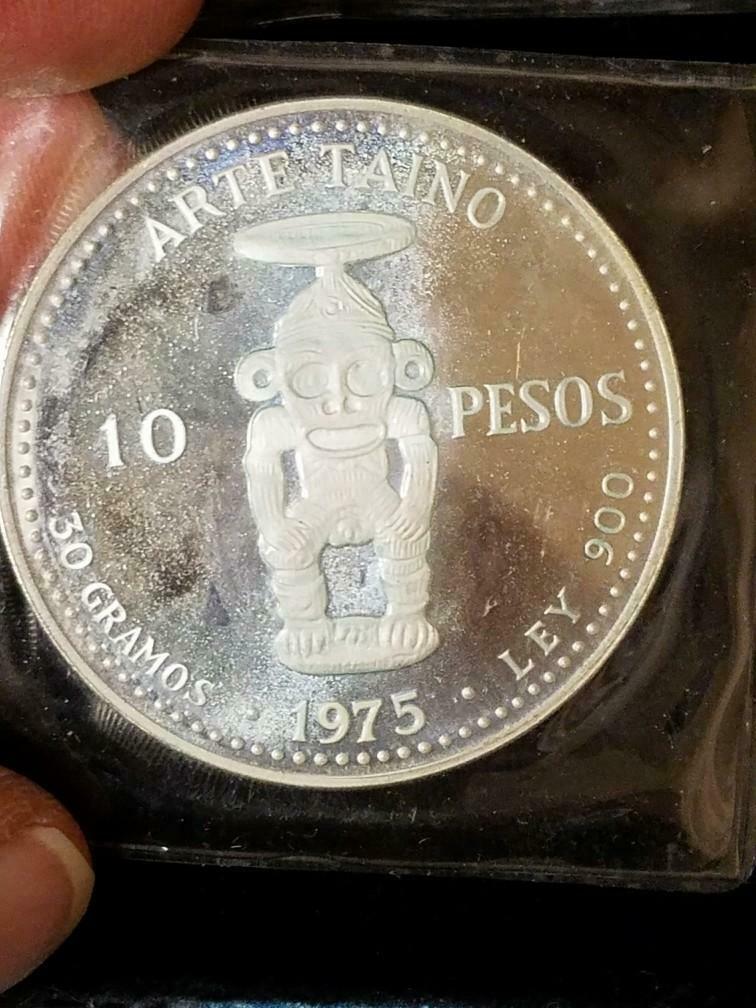 ARTE TAINO
10 PESOS
30 GRAMOS · 1975 · LEY 900